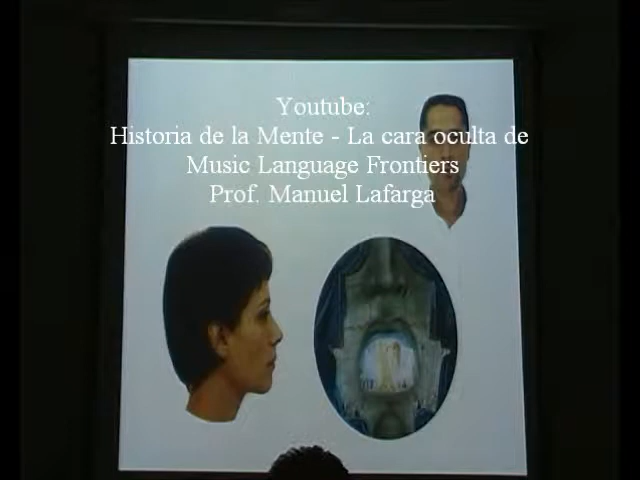 Youtube:
Historia de la Mente - La cara oculta de
Music Language Frontiers
Prof. Manuel Lafarga